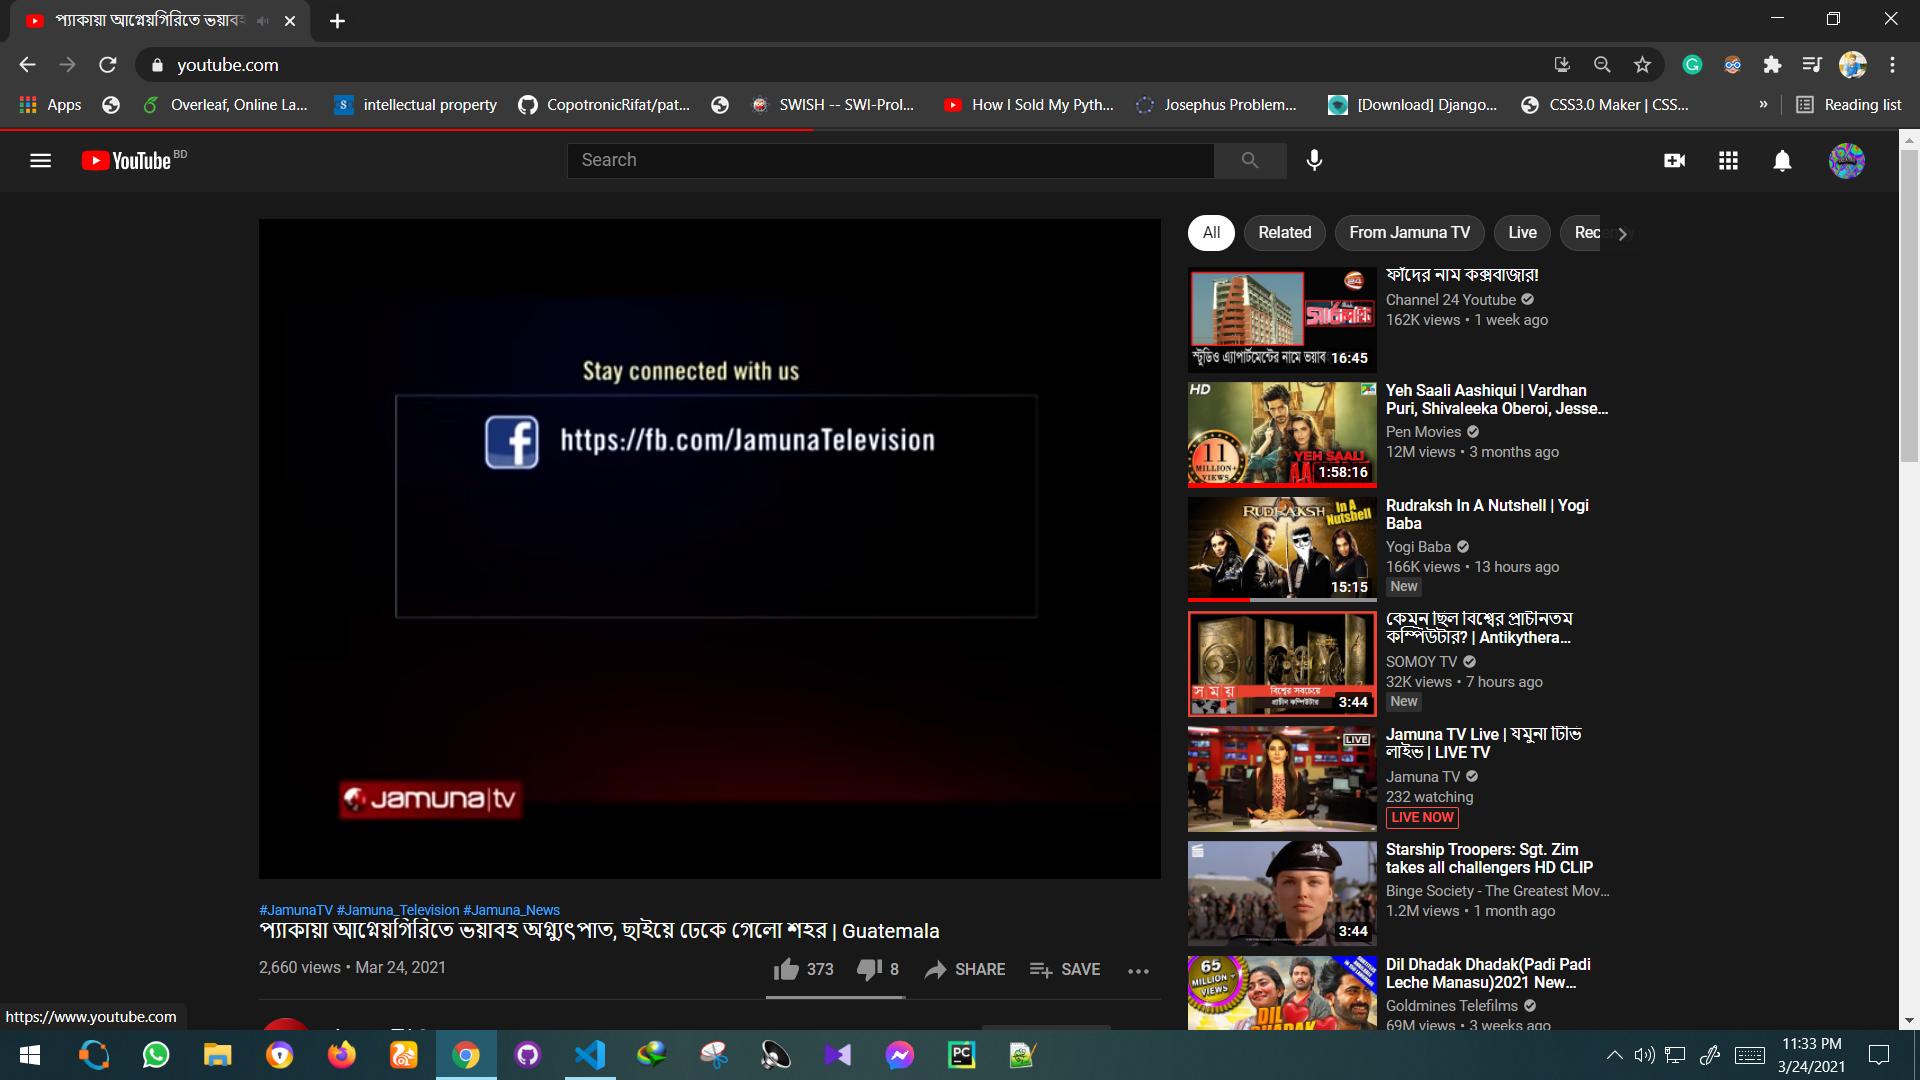 প্যাকায়া আগ্নেয়গিরিতে ভয়াবহ
youtube.com
Apps
Overleaf, Online La...
intellectual property
CopotronicRifat/pat...
SWISH -- SWI-Prol...
How I Sold My Pyth...
Josephus Problem...
[Download] Django...
CSS3.0 Maker | CSS...
»
Reading list
YouTube BD
Search
All
Related
From Jamuna TV
Live
Rec
Stay connected with us
https://fb.com/JamunaTelevision
Jamuna|tv
#JamunaTV #Jamuna_Television #Jamuna_News
প্যাকায়া আগ্নেয়গিরিতে ভয়াবহ অগ্ন্যুৎপাত, ছাইয়ে ঢেকে গেলো শহর | Guatemala
2,660 views • Mar 24, 2021
373
8
SHARE
SAVE
https://www.youtube.com
24
স্টুডিও এ্যাপার্টমেন্টের নামে ভয়াব
16:45
ফাঁদের নাম কক্সবাজার!
Channel 24 Youtube
162K views • 1 week ago
HD
11
MILLION+
VIEWS
YEH SAALI
1:58:16
Yeh Saali Aashiqui | Vardhan
Puri, Shivaleeka Oberoi, Jesse...
Pen Movies
12M views • 3 months ago
RUDRAKSH In A
Nutshell
15:15
Rudraksh In A Nutshell | Yogi
Baba
Yogi Baba
166K views • 13 hours ago
New
সময়
বিশ্বের সবচেয়ে
প্রাচীন কম্পিউটার
3:44
কেমন ছিল বিশ্বের প্রাচীনতম
কম্পিউটার? | Antikythera...
SOMOY TV
32K views • 7 hours ago
New
LIVE
Jamuna TV Live | যমুনা টিভি
লাইভ | LIVE TV
Jamuna TV
232 watching
LIVE NOW
3:44
Starship Troopers: Sgt. Zim
takes all challengers HD CLIP
Binge Society - The Greatest Mov...
1.2M views • 1 month ago
65
MILLION
VIEWS
DIL
Dil Dhadak Dhadak(Padi Padi
Leche Manasu)2021 New...
Goldmines Telefilms
69M views • 3 weeks ago
PC
11:33 PM
3/24/2021